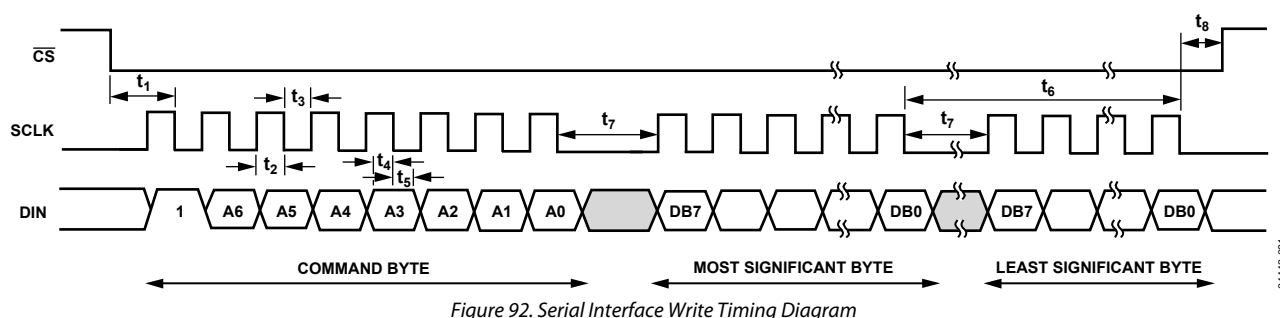 CS
t8
t1
t3
t6
SCLK
t7
t7
t2
t4
t5
DIN
1
A6
A5
A4
A3
A2
A1
A0
DB7
DB0
DB7
DB0
COMMAND BYTE
MOST SIGNIFICANT BYTE
LEAST SIGNIFICANT BYTE
Figure 92. Serial Interface Write Timing Diagram